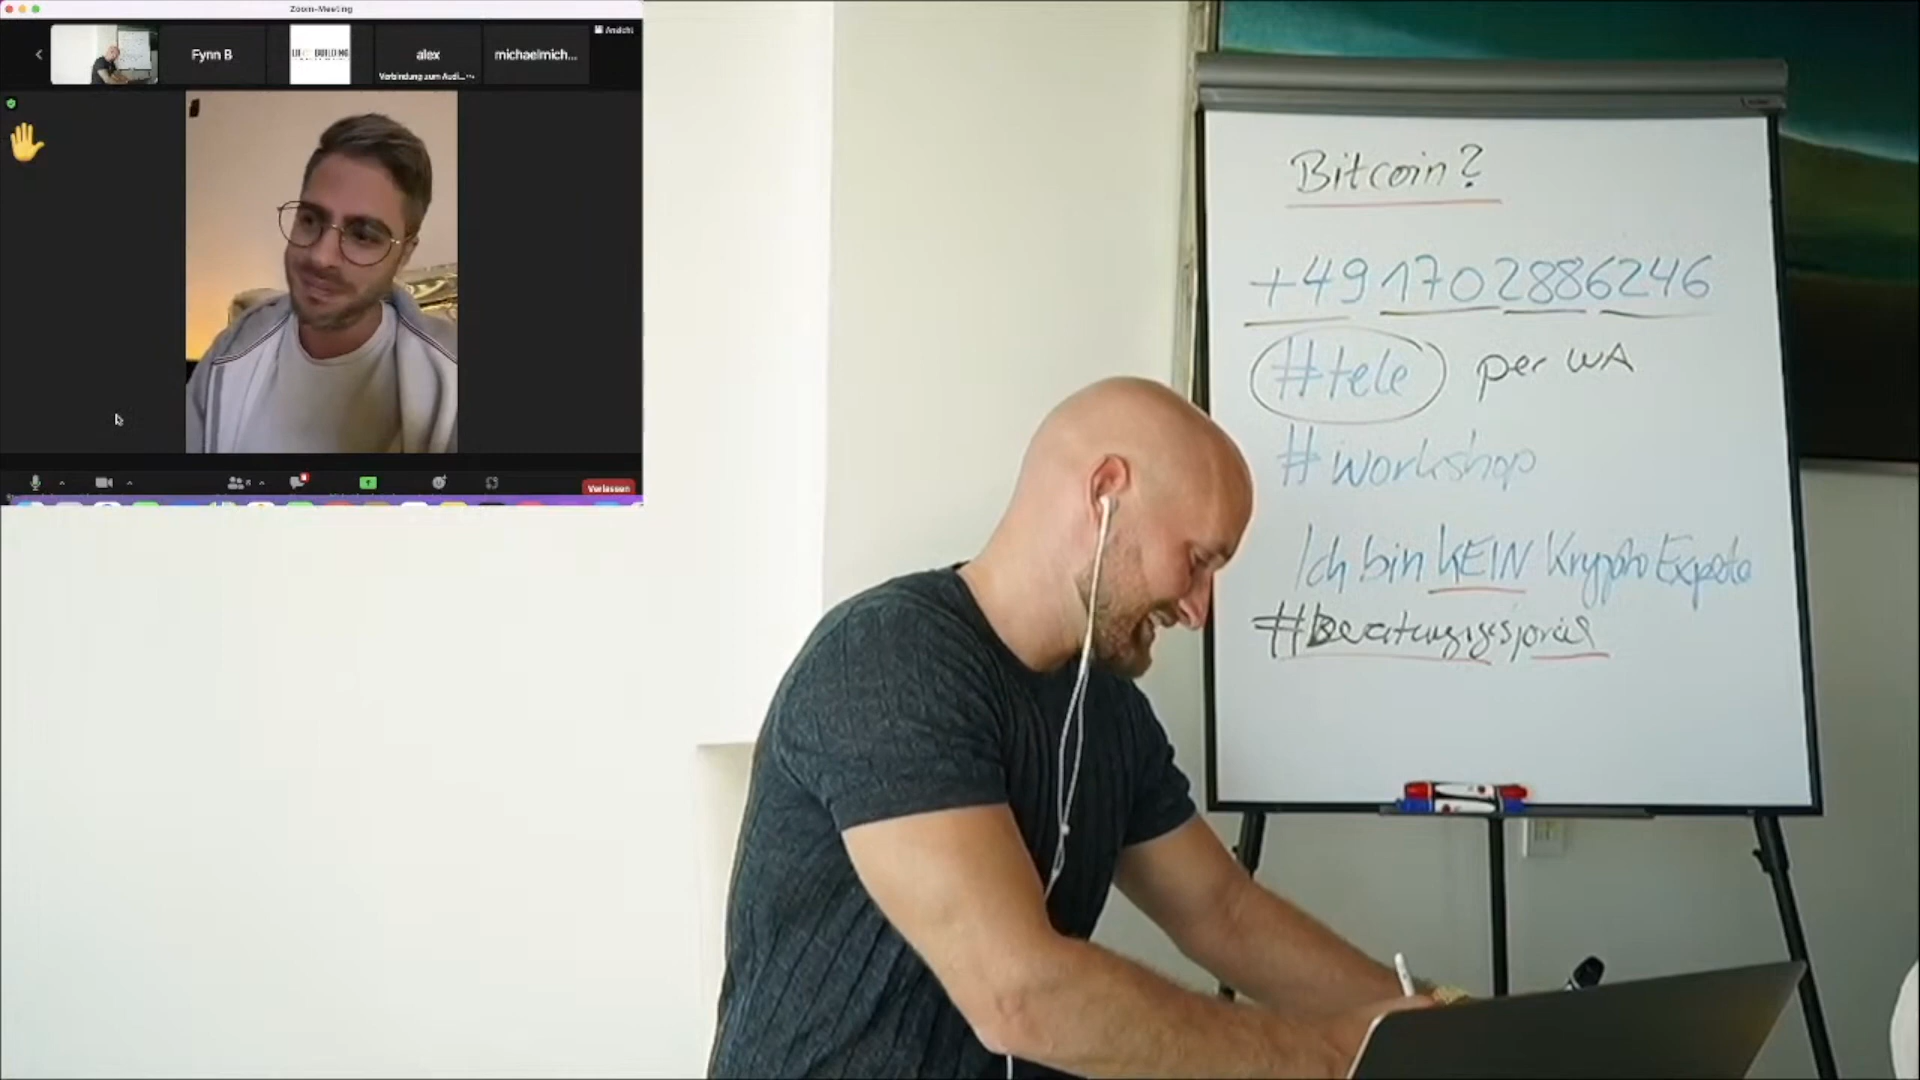 Zoom-Meeting
Ansicht
Fynn B
BUILDING
alex
Verbindung zum Audi...
michaelmich...
Verlassen
Bitcoin?
+491702886246
#tele per WA
#workshop
Ich bin KEIN Krypto Experte